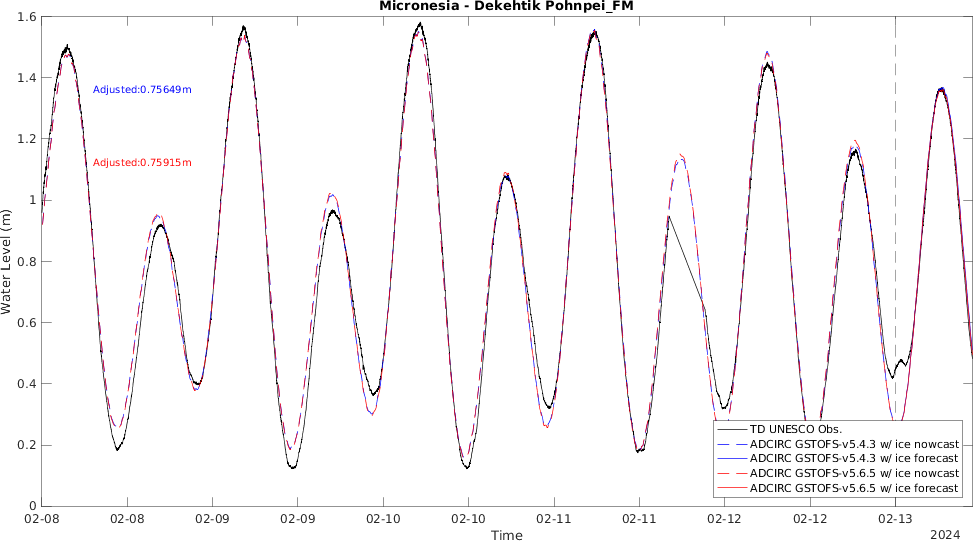 Micronesia - Dekehtik Pohnpei_FM
1.6
1.4
1.2
1
0.8
0.6
0.4
0.2
0
Water Level (m)
Adjusted:0.75649m
Adjusted:0.75915m
TD UNESCO Obs.
ADCIRC GSTOFS-v5.4.3 w/ ice nowcast
ADCIRC GSTOFS-v5.4.3 w/ ice forecast
ADCIRC GSTOFS-v5.6.5 w/ ice nowcast
ADCIRC GSTOFS-v5.6.5 w/ ice forecast
02-08 02-08 02-09 02-09 02-10 02-10 02-11 02-11 02-12 02-12 02-13
Time
2024